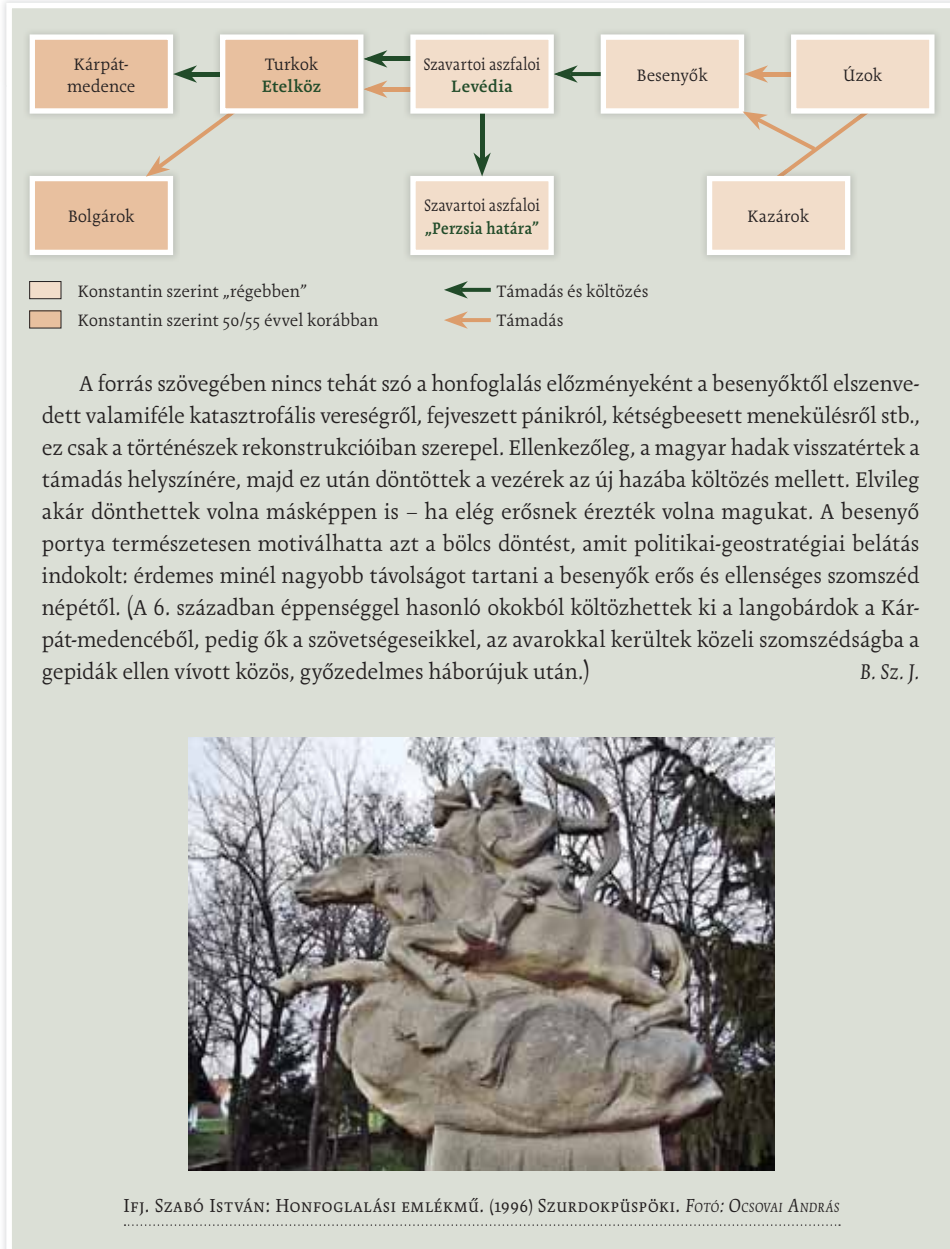 Kárpát-
medence
Turkok
Etelköz
Szavartoi aszfaloi
Levédia
Besenyők
Úzok
Bolgárok
Szavartoi aszfaloi
„Perzsia határa”
Kazárok
Konstantin szerint „régebben”
Támadás és költözés
Konstantin szerint 50/55 évvel korábban
Támadás
A forrás szövegében nincs tehát szó a honfoglalás előzményeként a besenyőktől elszenve-
dett valamiféle katasztrofális vereségről, fejveszett pánikról, kétségbeesett menekülésről stb.,
ez csak a történészek rekonstrukcióiban szerepel. Ellenkezőleg, a magyar hadak visszatértek a
támadás helyszínére, majd ez után döntöttek a vezérek az új hazába költözés mellett. Elvileg
akár dönthettek volna másképpen is – ha elég erősnek érezték volna magukat. A besenyő
portya természetesen motiválhatta azt a bölcs döntést, amit politikai-geostratégiai belátás
indokolt: érdemes minél nagyobb távolságot tartani a besenyők erős és ellenséges szomszéd
népétől. (A 6. században éppenséggel hasonló okokból költözhettek ki a langobárdok a Kár-
pát-medencéből, pedig ők a szövetségeseikkel, az avarokkal kerültek közeli szomszédságba a
gepidák ellen vívott közös, győzedelmes háborújuk után.) B. Sz. J.
Ifj. Szabó István: Honfoglalási emlékmű. (1996) Szurdokpüspöki. Fotó: Ocsovai András